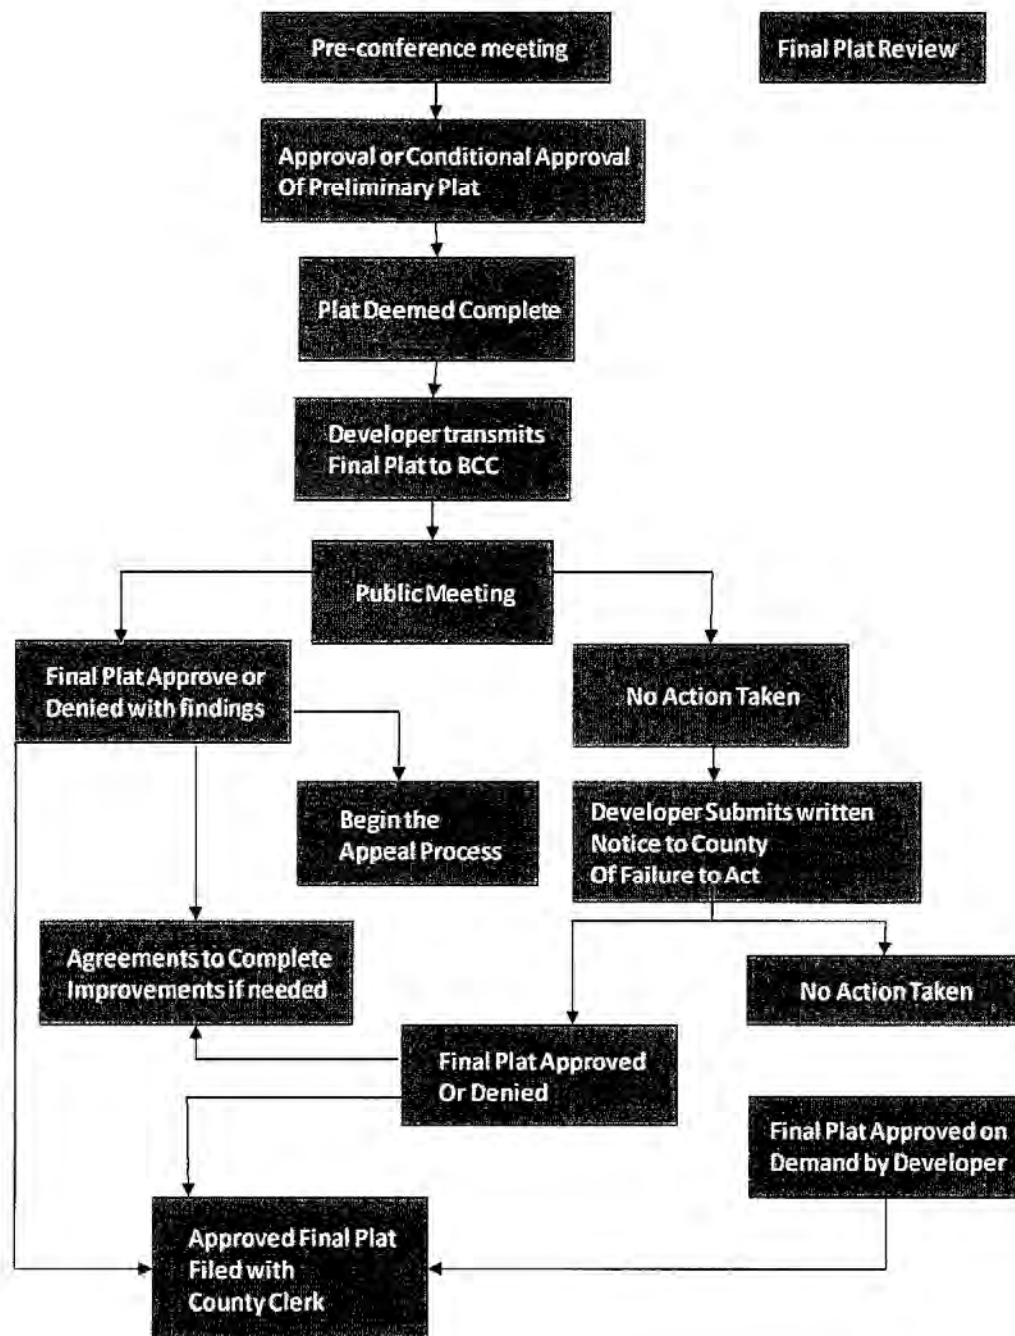 Pre-conference meeting
Final Plat Review
Approval or Conditional Approval
Of Preliminary Plat
Plat Deemed Complete
Developer transmits
Final Plat to BCC
Public Meeting
Final Plat Approve or
Denied with findings
No Action Taken
Begin the
Appeal Process
Developer Submits written
Notice to County
Of Failure to Act
Agreements to Complete
Improvements if needed
No Action Taken
Final Plat Approved
Or Denied
Final Plat Approved on
Demand by Developer
Approved Final Plat
Filed with
County Clerk